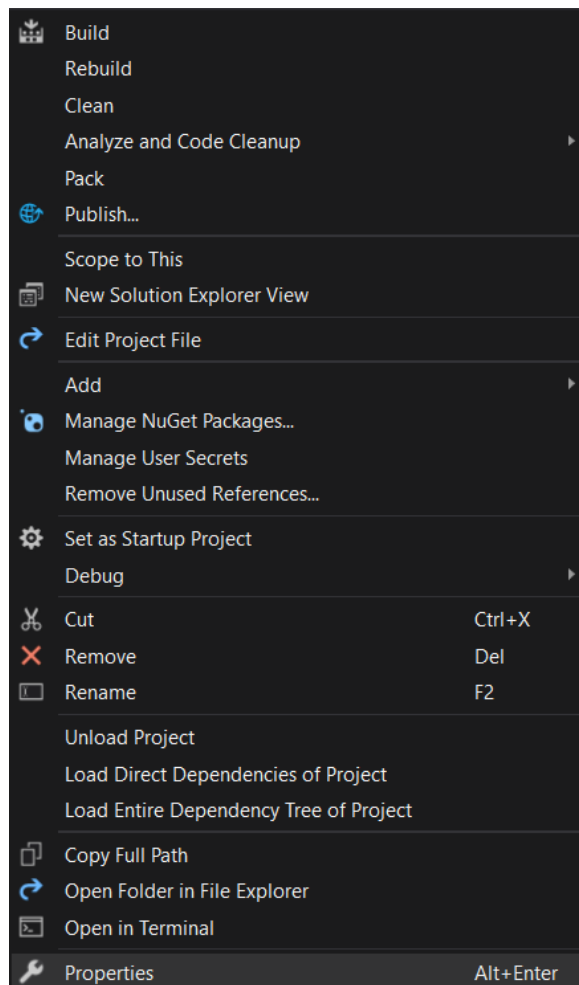 Build
Rebuild
Clean
Analyze and Code Cleanup
Pack
Publish...
Scope to This
New Solution Explorer View
Edit Project File
Add
Manage NuGet Packages...
Manage User Secrets
Remove Unused References...
Set as Startup Project
Debug
Cut Ctrl+X
Remove Del
Rename F2
Unload Project
Load Direct Dependencies of Project
Load Entire Dependency Tree of Project
Copy Full Path
Open Folder in File Explorer
Open in Terminal
Properties Alt+Enter